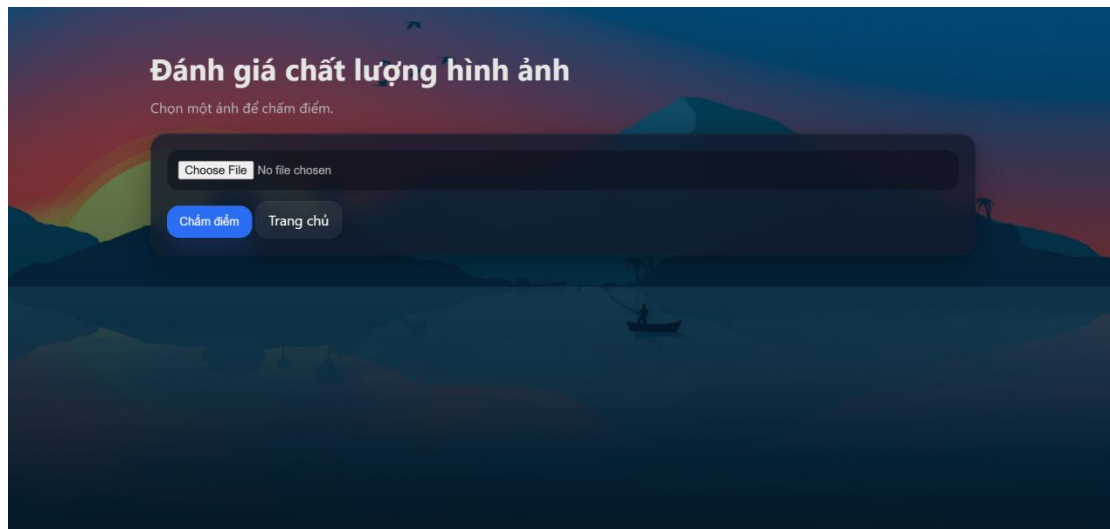 Đánh giá chất lượng hình ảnh
Chọn một ảnh để chấm điểm.
Choose File No file chosen
Chấm điểm Trang chủ